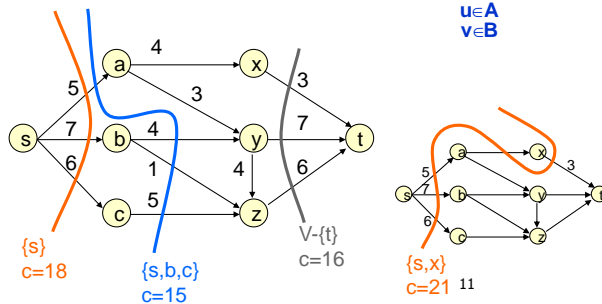 u∈A
v∈B
a 4 x
5 3 3
s 7 b 4 y 7 t
6 1 4 6
c 5 z
{s}
c=18
{s,b,c}
c=15
V-{t}
c=16
a x
5 3
s 7 b y t
6
c z
{s,x}
c=21
11